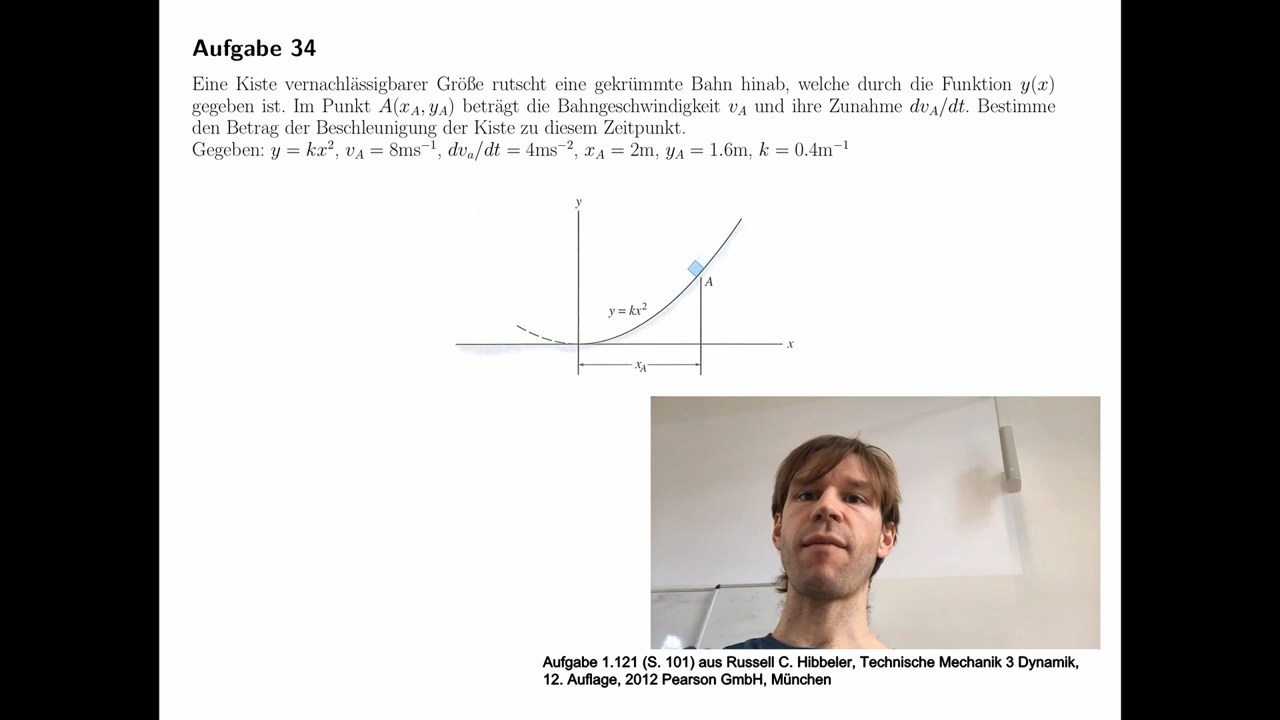 Aufgabe 34
Eine Kiste vernachlässigbarer Größe rutscht eine gekrümmte Bahn hinab, welche durch die Funktion y(x)
gegeben ist. Im Punkt A(x_A, y_A) beträgt die Bahngeschwindigkeit v_A und ihre Zunahme dv_A/dt. Bestimme
den Betrag der Beschleunigung der Kiste zu diesem Zeitpunkt.
Gegeben: y = kx², v_A = 8ms⁻¹, dv_a/dt = 4ms⁻², x_A = 2m, y_A = 1.6m, k = 0.4m⁻¹
y
A
y = kx²
x
x_A
Aufgabe 1.121 (S. 101) aus Russell C. Hibbeler, Technische Mechanik 3 Dynamik,
12. Auflage, 2012 Pearson GmbH, München